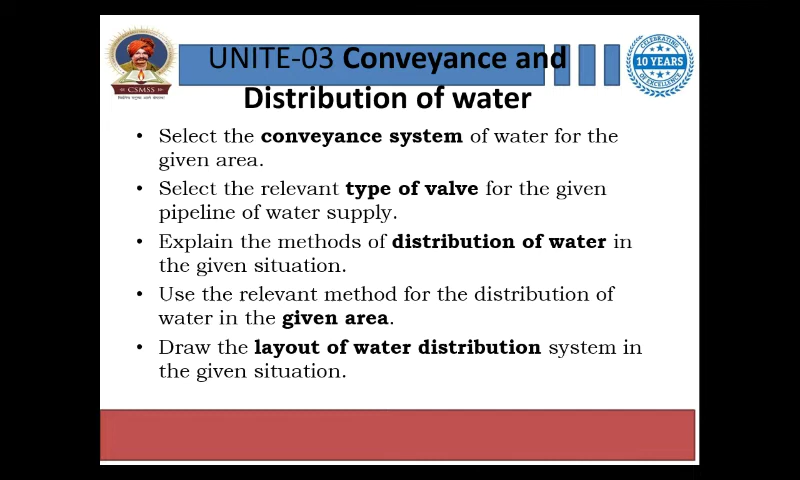 UNITE-03 Conveyance and
Distribution of water
CSMSS
CELEBRATING
10 YEARS
OF EXCELLENCE
• Select the conveyance system of water for the
given area.
• Select the relevant type of valve for the given
pipeline of water supply.
• Explain the methods of distribution of water in
the given situation.
• Use the relevant method for the distribution of
water in the given area.
• Draw the layout of water distribution system in
the given situation.